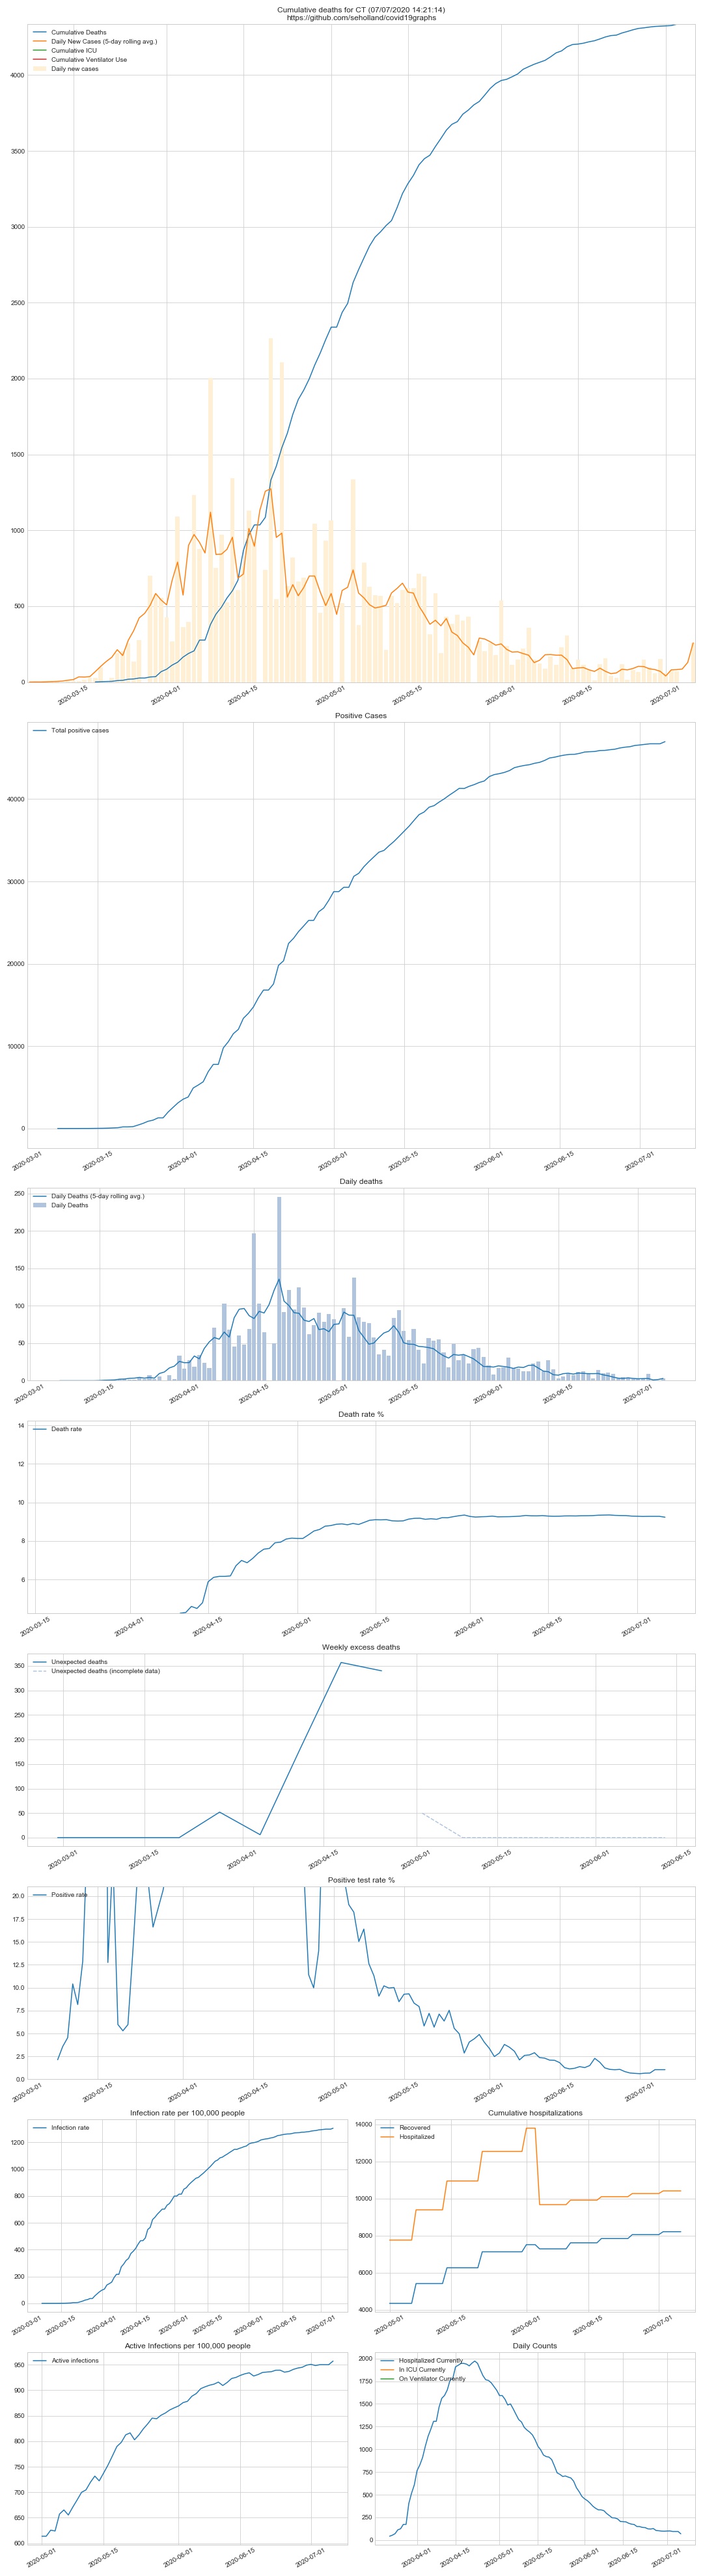 Cumulative deaths for CT (07/07/2020 14:21:14)
https://github.com/seholland/covid19graphs
Cumulative Deaths
Daily New Cases (5-day rolling avg.)
Cumulative ICU
Cumulative Ventilator Use
Daily new cases
4000
3500
3000
2500
2000
1500
1000
500
0
2020-03-15 2020-04-01 2020-04-15 2020-05-01 2020-05-15 2020-06-01 2020-06-15 2020-07-01
Positive Cases
Total positive cases
40000
30000
20000
10000
0
2020-03-01 2020-03-15 2020-04-01 2020-04-15 2020-05-01 2020-05-15 2020-06-01 2020-06-15 2020-07-01
Daily deaths
Daily Deaths (5-day rolling avg.)
Daily Deaths
250
200
150
100
50
0
2020-03-01 2020-03-15 2020-04-01 2020-04-15 2020-05-01 2020-05-15 2020-06-01 2020-06-15 2020-07-01
Death rate %
Death rate
14
12
10
8
6
2020-03-15 2020-04-01 2020-04-15 2020-05-01 2020-05-15 2020-06-01 2020-06-15 2020-07-01
Weekly excess deaths
Unexpected deaths
Unexpected deaths (incomplete data)
350
300
250
200
150
100
50
0
2020-03-01 2020-03-15 2020-04-01 2020-04-15 2020-05-01 2020-05-15 2020-06-01 2020-06-15
Positive test rate %
Positive rate
20.0
17.5
15.0
12.5
10.0
7.5
5.0
2.5
0.0
2020-03-01 2020-03-15 2020-04-01 2020-04-15 2020-05-01 2020-05-15 2020-06-01 2020-06-15 2020-07-01
Infection rate per 100,000 people
Infection rate
1200
1000
800
600
400
200
0
2020-03-01 2020-03-15 2020-04-01 2020-04-15 2020-05-01 2020-05-15 2020-06-01 2020-06-15 2020-07-01
Cumulative hospitalizations
Recovered
Hospitalized
14000
12000
10000
8000
6000
4000
2020-05-01 2020-05-15 2020-06-01 2020-06-15 2020-07-01
Active Infections per 100,000 people
Active infections
950
900
850
800
750
700
650
600
2020-05-01 2020-05-15 2020-06-01 2020-06-15 2020-07-01
Daily Counts
Hospitalized Currently
In ICU Currently
On Ventilator Currently
2000
1750
1500
1250
1000
750
500
250
0
2020-04-01 2020-04-15 2020-05-01 2020-05-15 2020-06-01 2020-06-15 2020-07-01